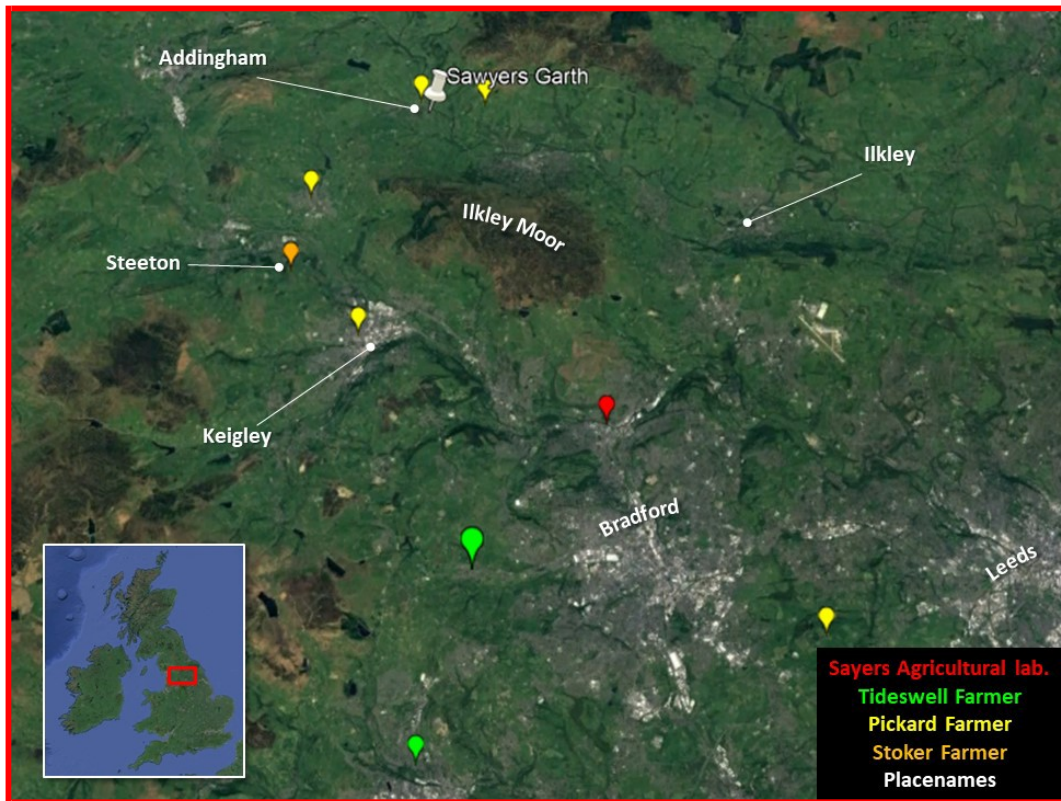 Addingham
Sawyers Garth
Ilkley
Ilkley Moor
Steeton
Keigley
Bradford
Leeds
Sayers Agricultural lab.
Tideswell Farmer
Pickard Farmer
Stoker Farmer
Placenames